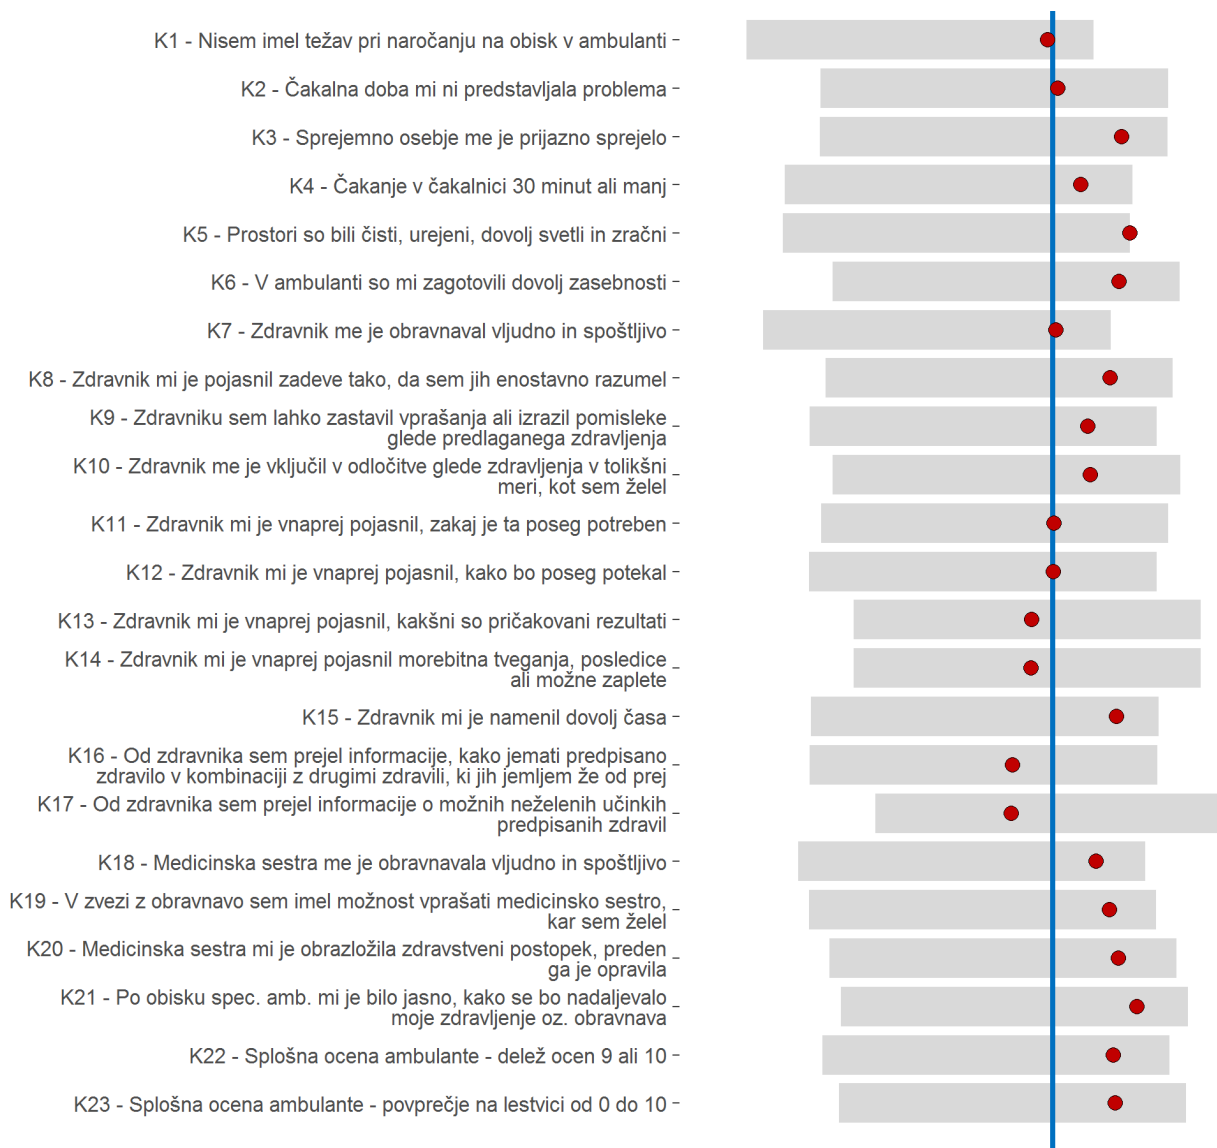 K1 - Nisem imel težav pri naročanju na obisk v ambulanti
K2 - Čakalna doba mi ni predstavljala problema
K3 - Sprejemno osebje me je prijazno sprejelo
K4 - Čakanje v čakalnici 30 minut ali manj
K5 - Prostori so bili čisti, urejeni, dovolj svetli in zračni
K6 - V ambulanti so mi zagotovili dovolj zasebnosti
K7 - Zdravnik me je obravnaval vljudno in spoštljivo
K8 - Zdravnik mi je pojasnil zadeve tako, da sem jih enostavno razumel
K9 - Zdravniku sem lahko zastavil vprašanja ali izrazil pomisleke
glede predlaganega zdravljenja
K10 - Zdravnik me je vključil v odločitve glede zdravljenja v tolikšni
meri, kot sem želel
K11 - Zdravnik mi je vnaprej pojasnil, zakaj je ta poseg potreben
K12 - Zdravnik mi je vnaprej pojasnil, kako bo poseg potekal
K13 - Zdravnik mi je vnaprej pojasnil, kakšni so pričakovani rezultati
K14 - Zdravnik mi je vnaprej pojasnil morebitna tveganja, posledice
ali možne zaplete
K15 - Zdravnik mi je namenil dovolj časa
K16 - Od zdravnika sem prejel informacije, kako jemati predpisano
zdravilo v kombinaciji z drugimi zdravili, ki jih jemljem že od prej
K17 - Od zdravnika sem prejel informacije o možnih neželenih učinkih
predpisanih zdravil
K18 - Medicinska sestra me je obravnavala vljudno in spoštljivo
K19 - V zvezi z obravnavo sem imel možnost vprašati medicinsko sestro,
kar sem želel
K20 - Medicinska sestra mi je obrazložila zdravstveni postopek, preden
ga je opravila
K21 - Po obisku spec. amb. mi je bilo jasno, kako se bo nadaljevalo
moje zdravljenje oz. obravnava
K22 - Splošna ocena ambulante - delež ocen 9 ali 10
K23 - Splošna ocena ambulante - povprečje na lestvici od 0 do 10